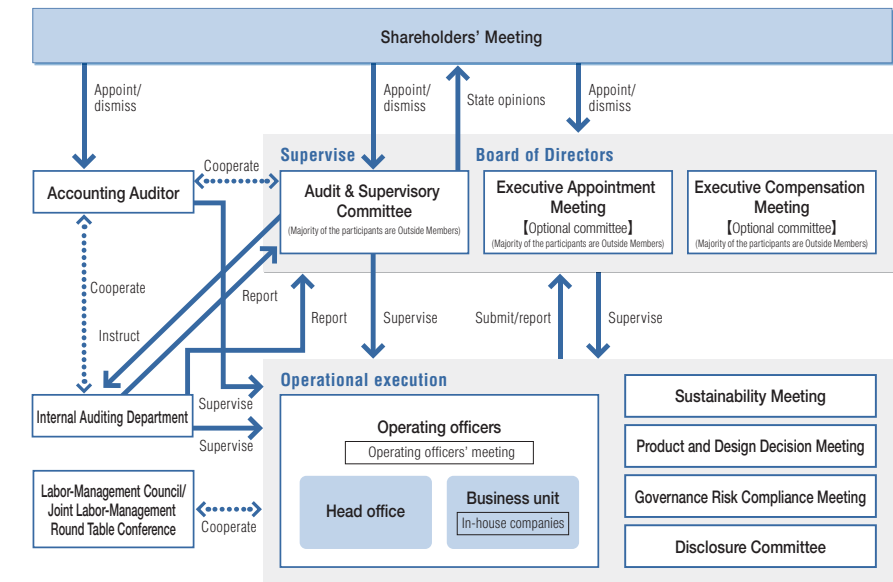 Shareholders’ Meeting
Appoint/
dismiss
Appoint/
dismiss
State opinions
Appoint/
dismiss
Supervise
Board of Directors
Cooperate
Accounting Auditor
Audit & Supervisory
Committee
(Majority of the participants are Outside Members)
Executive Appointment
Meeting
【Optional committee】
(Majority of the participants are Outside Members)
Executive Compensation
Meeting
【Optional committee】
(Majority of the participants are Outside Members)
Cooperate
Report
Instruct
Report
Supervise
Submit/report
Supervise
Operational execution
Internal Auditing Department
Supervise
Supervise
Operating officers
Operating officers’ meeting
Head office
Business unit
In-house companies
Sustainability Meeting
Product and Design Decision Meeting
Governance Risk Compliance Meeting
Disclosure Committee
Labor-Management Council/
Joint Labor-Management
Round Table Conference
Cooperate